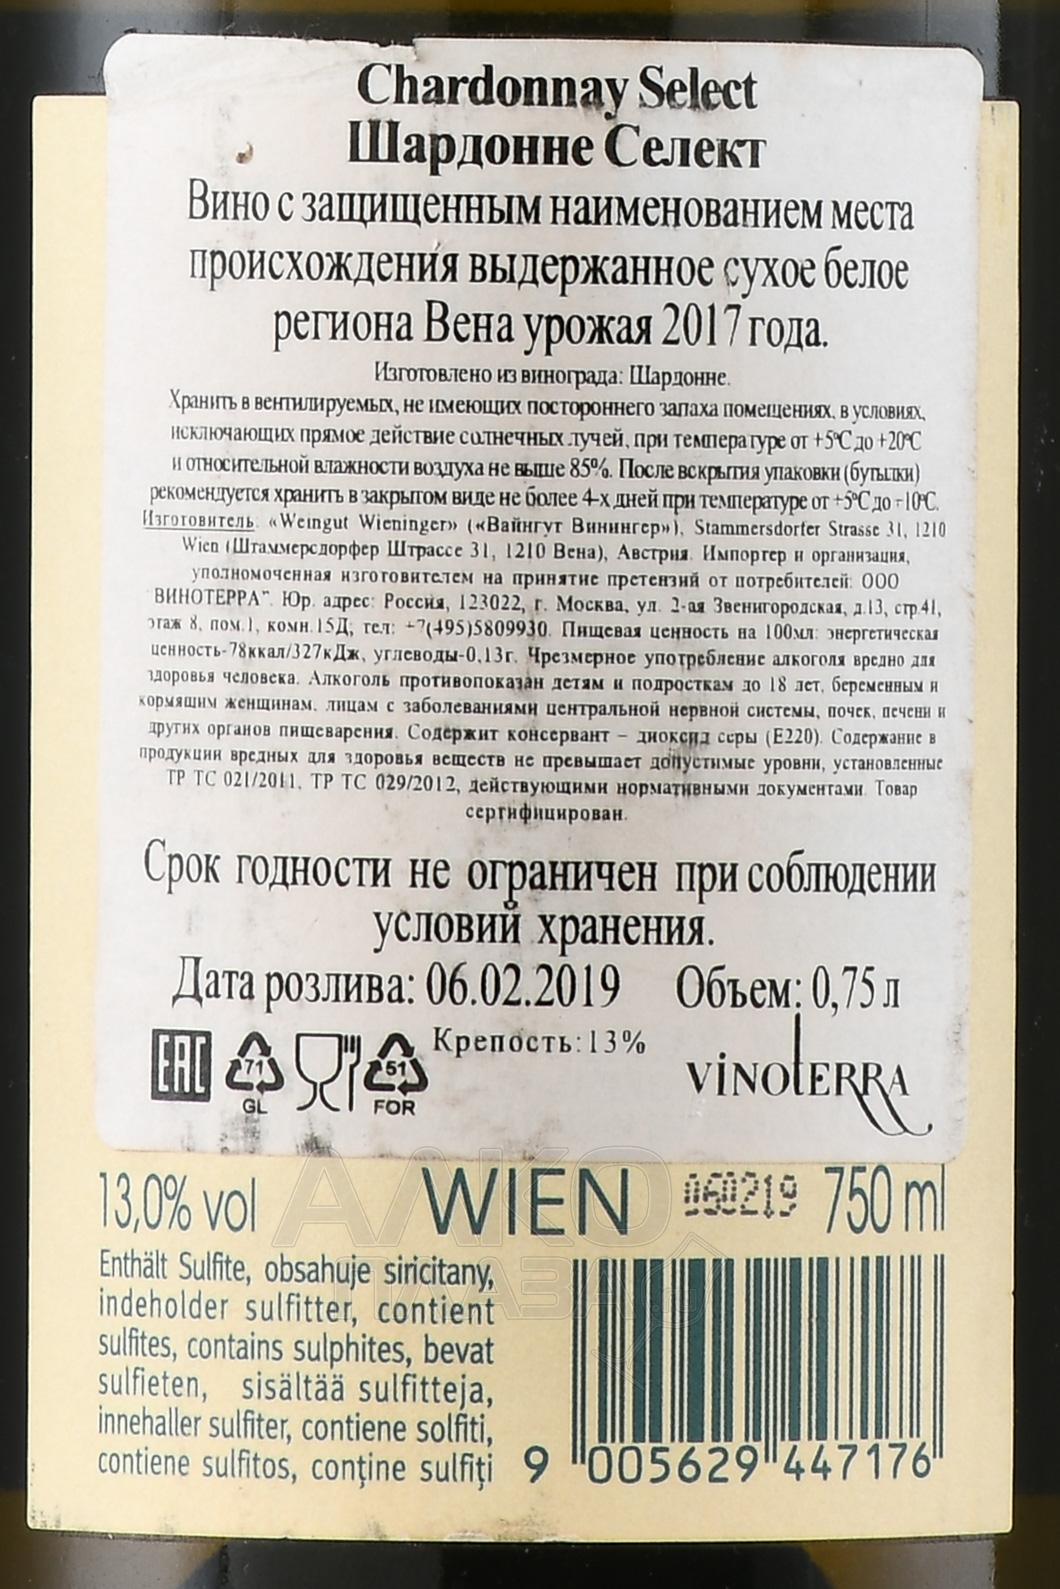 Chardonnay Select
Шардонне Селект
Вино с защищенным наименованием места
происхождения выдержанное сухое белое
региона Вена урожая 2017 года.
Изготовлено из винограда: Шардонне.
Хранить в вентилируемых, не имеющих постороннего запаха помещениях, в условиях,
исключающих прямое действие солнечных лучей, при температуре от +5°C до +20°C
и относительной влажности воздуха не выше 85%. После вскрытия упаковки (бутылки)
рекомендуется хранить в закрытом виде не более 4-х дней при температуре от +5°C до +10°C.
Изготовитель: «Weingut Wieninger» («Вайнгут Винингер»), Stammersdorfer Strasse 31, 1210
Wien (Штаммерсдорфер Штрассе 31, 1210 Вена), Австрия. Импортер и организация,
уполномоченная изготовителем на принятие претензий от потребителей: ООО
ВИНОТЕРРА". Юр. адрес: Россия, 123022, г. Москва, ул. 2-ая Звенигородская, д.13, стр.41,
этаж 8, пом.1, комн.15Д; тел: +7(495)5809930. Пищевая ценность на 100мл: энергетическая
ценность-78ккал/327кДж, углеводы-0,13г. Чрезмерное употребление алкоголя вредно для
здоровья человека. Алкоголь противопоказан детям и подросткам до 18 лет, беременным и
кормящим женщинам, лицам с заболеваниями центральной нервной системы, почек, печени и
других органов пищеварения. Содержит консервант – диоксид серы (Е220). Содержание в
продукции вредных для здоровья веществ не превышает допустимые уровни, установленные
ТР ТС 021/2011, ТР ТС 029/2012, действующими нормативными документами. Товар
сертифицирован.
Срок годности не ограничен при соблюдении
условий хранения.
Дата розлива: 06.02.2019 Объем: 0,75 л
Крепость: 13%
EAC 71 GL 51 FOR VINOTERRA
13,0% vol WIEN 060219 750 ml
Enthält Sulfite, obsahuje siricitany,
indeholder sulfitter, contient
sulfites, contains sulphites, bevat
sulfieten, sisältää sulfitteja,
innehaller sulfiter, contiene solfiti,
contiene sulfitos, conține sulfiți
9 005629 447176
АЛКО
ПЛАЗА.ru